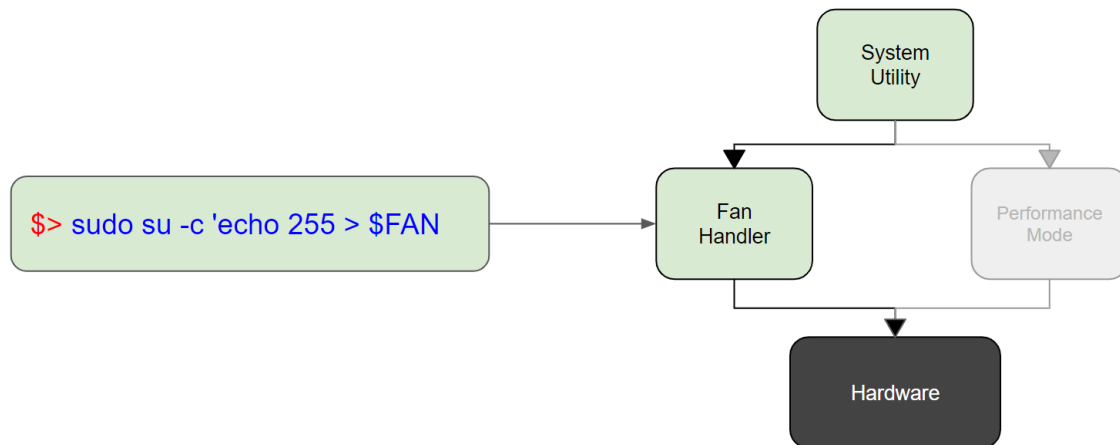 System
Utility
$> sudo su -c 'echo 255 > $FAN
Fan
Handler
Performance
Mode
Hardware